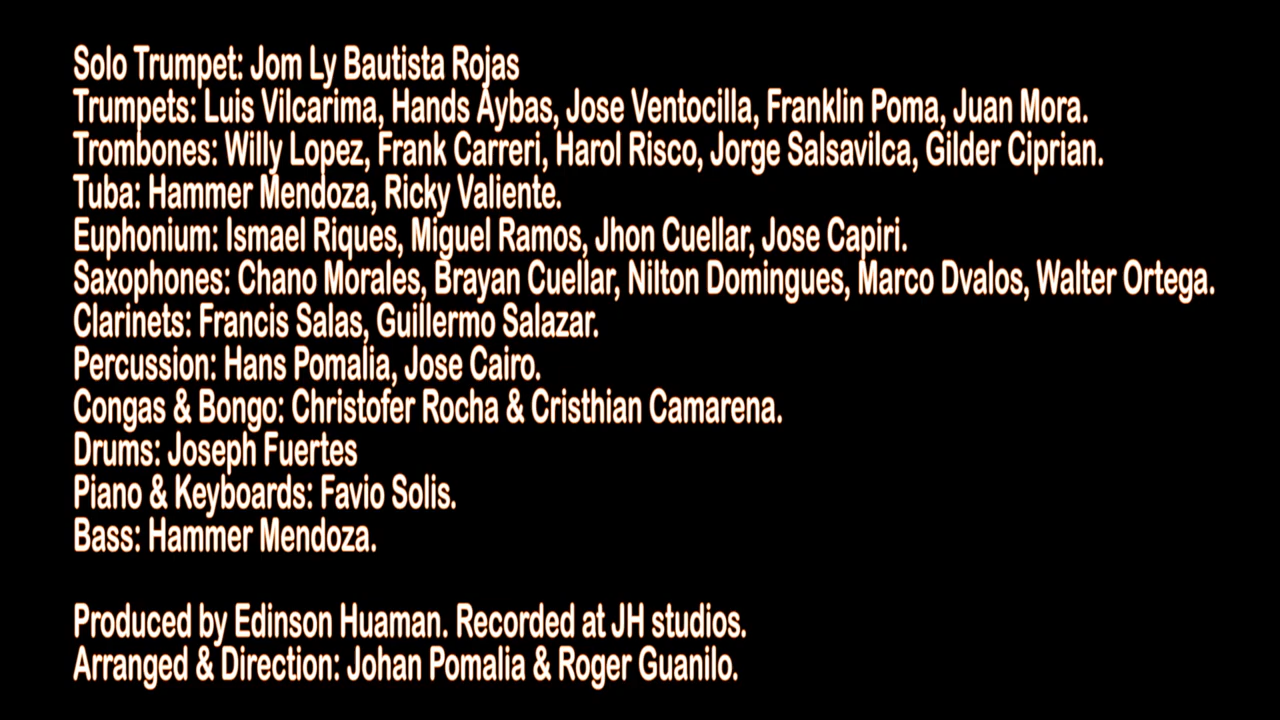 Solo Trumpet: Jom Ly Bautista Rojas
Trumpets: Luis Vilcarima, Hands Aybas, Jose Ventocilla, Franklin Poma, Juan Mora.
Trombones: Willy Lopez, Frank Carreri, Harol Risco, Jorge Salsavilca, Gilder Ciprian.
Tuba: Hammer Mendoza, Ricky Valiente.
Euphonium: Ismael Riques, Miguel Ramos, Jhon Cuellar, Jose Capiri.
Saxophones: Chano Morales, Brayan Cuellar, Nilton Domingues, Marco Dvalos, Walter Ortega.
Clarinets: Francis Salas, Guillermo Salazar.
Percussion: Hans Pomalia, Jose Cairo.
Congas & Bongo: Christofer Rocha & Cristhian Camarena.
Drums: Joseph Fuertes
Piano & Keyboards: Favio Solis.
Bass: Hammer Mendoza.
Produced by Edinson Huaman. Recorded at JH studios.
Arranged & Direction: Johan Pomalia & Roger Guanilo.